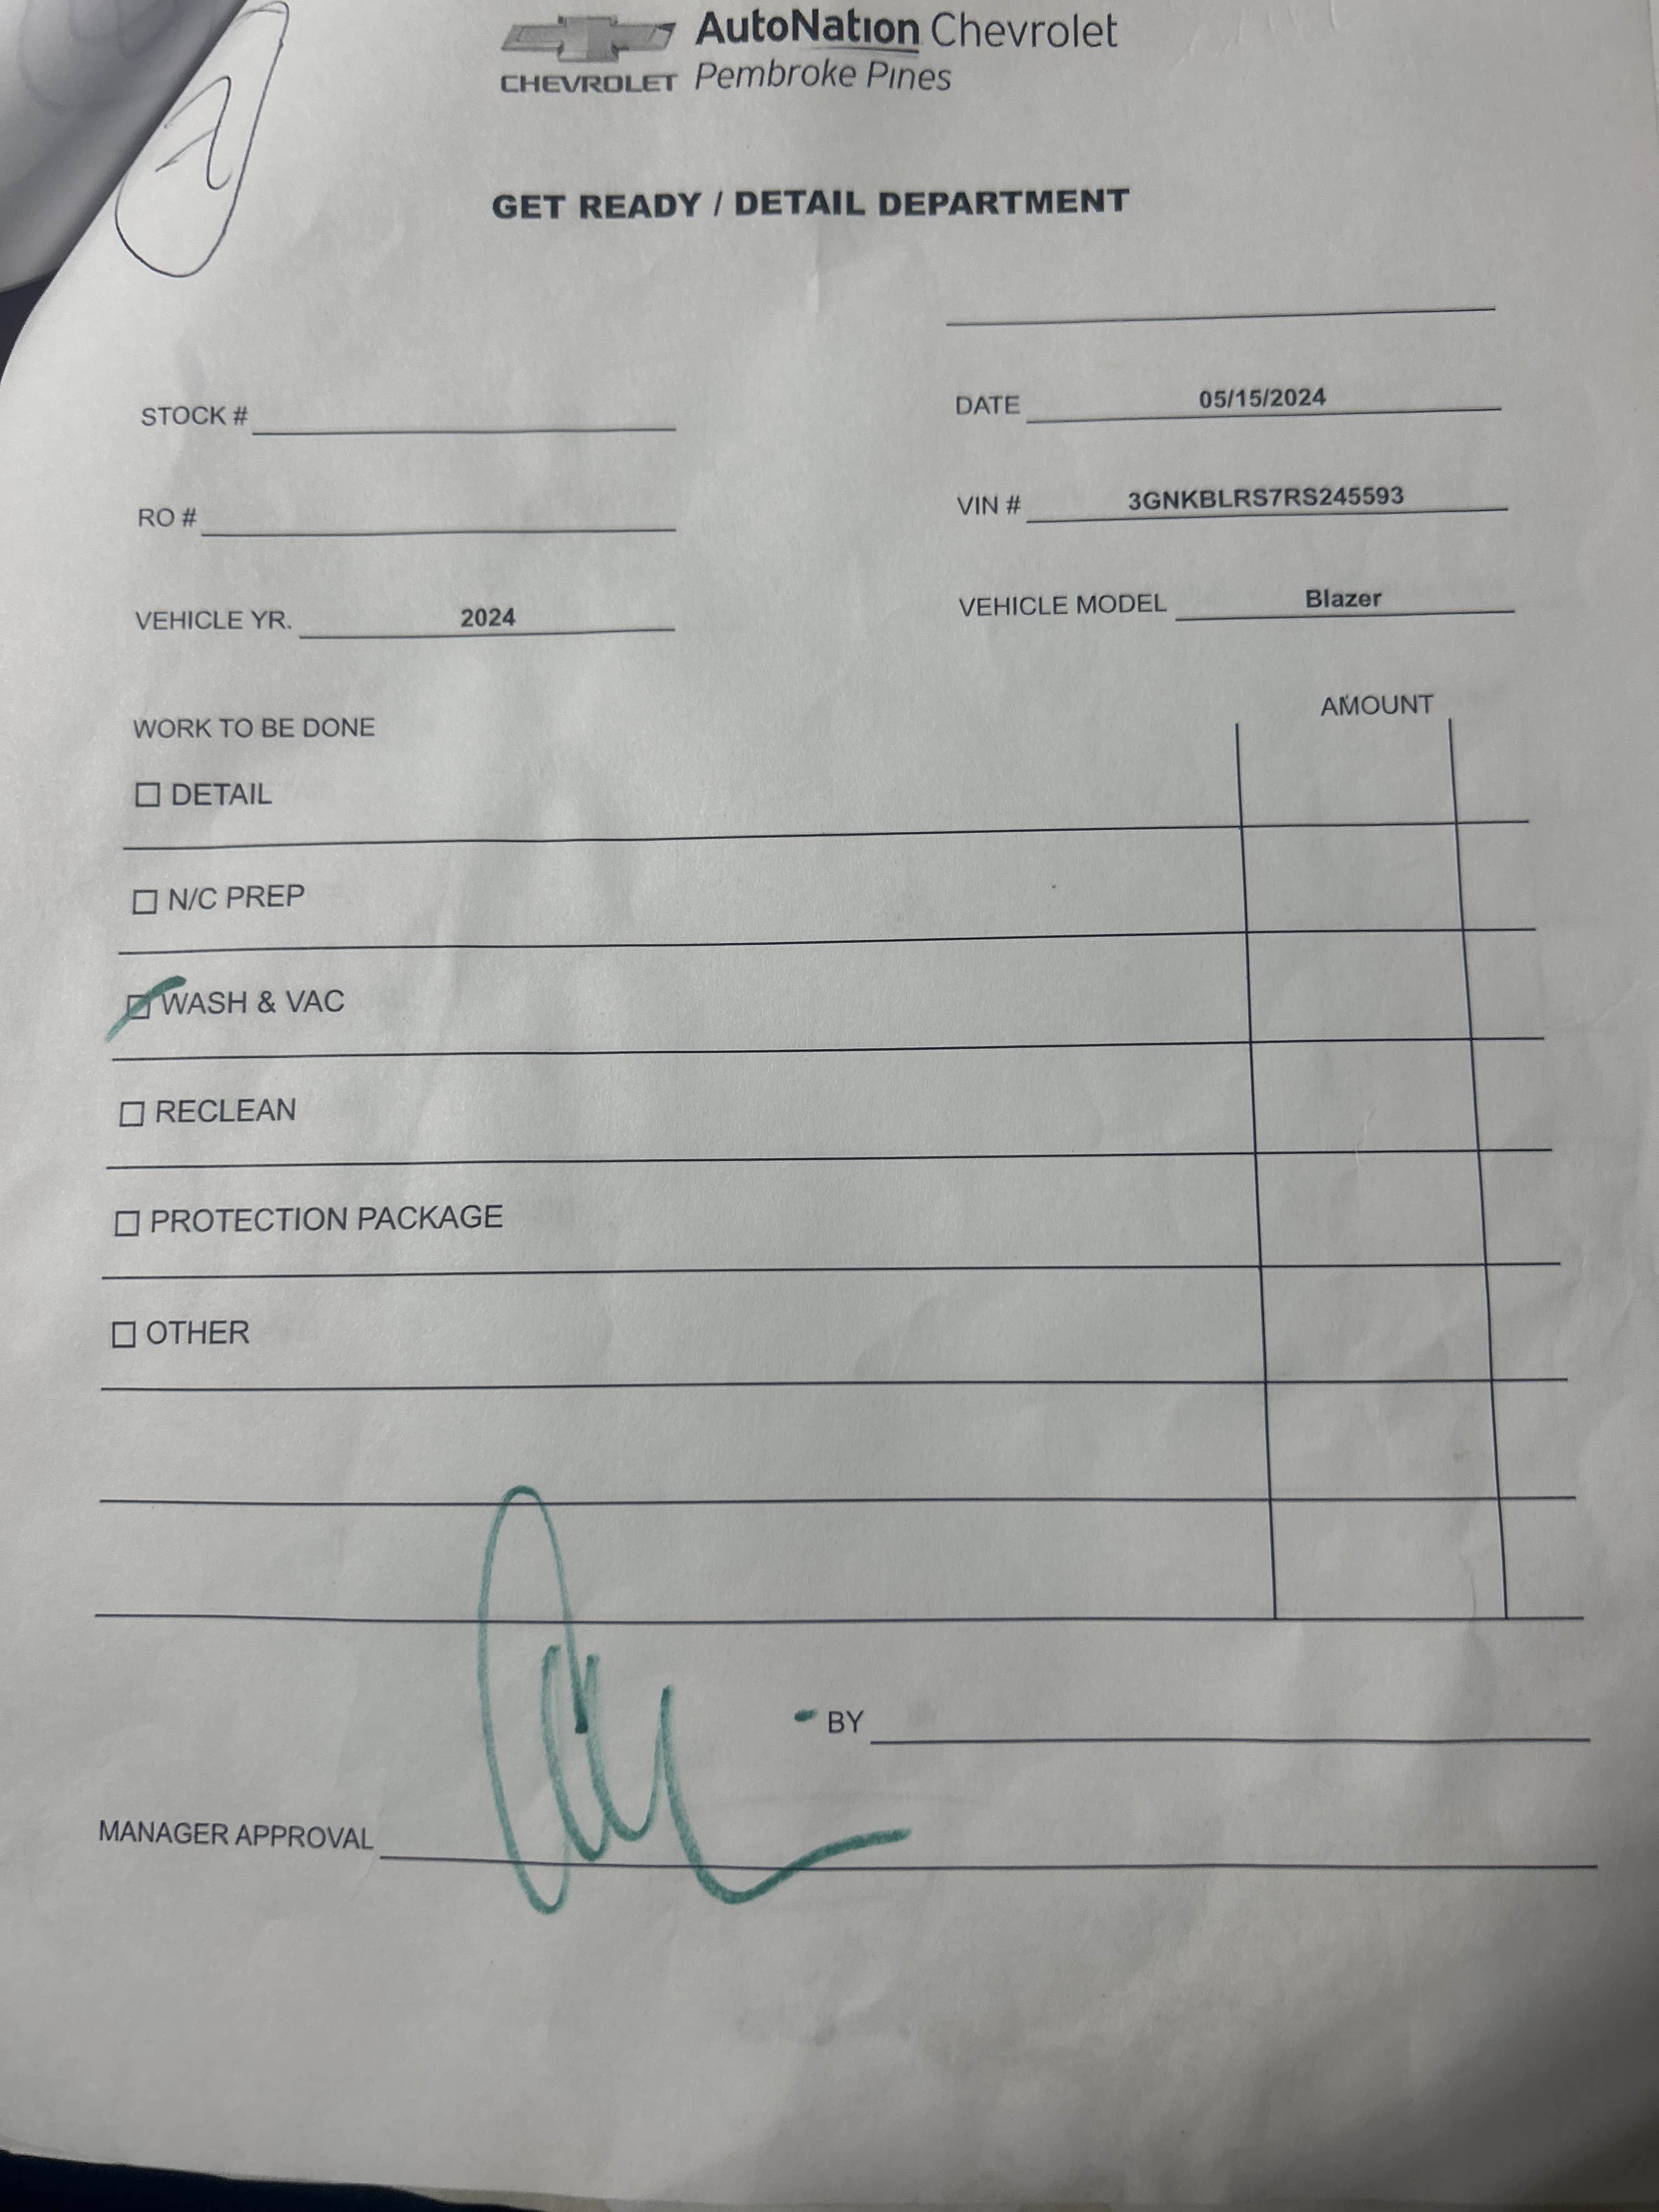 AutoNation Chevrolet
CHEVROLET Pembroke Pines
2
GET READY / DETAIL DEPARTMENT
STOCK #
DATE 05/15/2024
RO #
VIN # 3GNKBLRS7RS245593
VEHICLE YR. 2024
VEHICLE MODEL Blazer
WORK TO BE DONE
AMOUNT
DETAIL
N/C PREP
WASH & VAC
RECLEAN
PROTECTION PACKAGE
OTHER
BY
MANAGER APPROVAL